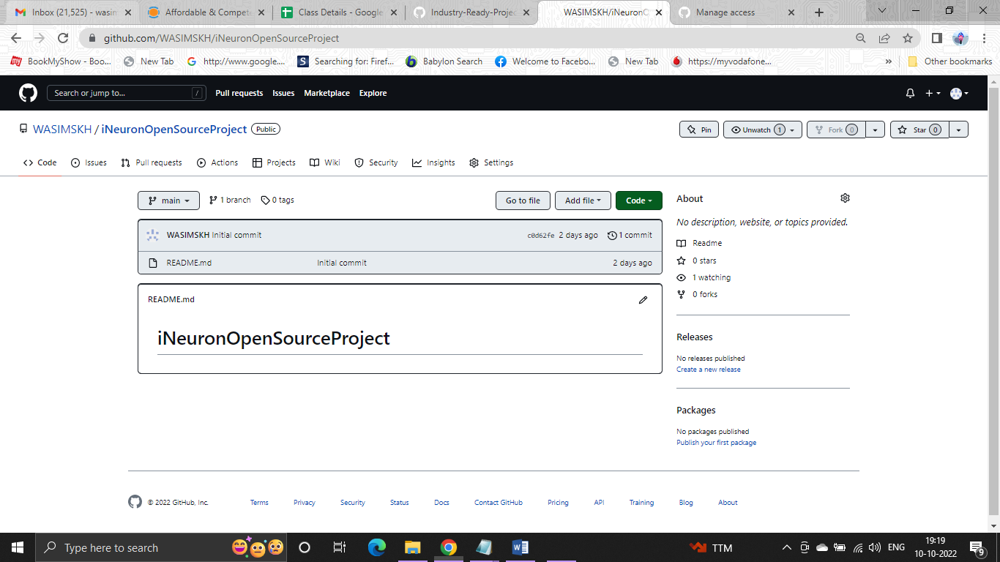 Inbox (21,525) - wasim
Affordable & Compete
Class Details - Google
Industry-Ready-Projec
WASIMSKH/iNeuronO
Manage access
github.com/WASIMSKH/iNeuronOpenSourceProject
BookMyShow - Boo...
New Tab
http://www.google....
Searching for: Firef...
Babylon Search
Welcome to Facebo...
New Tab
https://myvodafone...
»
Other bookmarks
Search or jump to... /
Pull requests
Issues
Marketplace
Explore
WASIMSKH / iNeuronOpenSourceProject Public
Pin
Unwatch 1
Fork 0
Star 0
Code
Issues
Pull requests
Actions
Projects
Wiki
Security
Insights
Settings
main
1 branch
0 tags
Go to file
Add file
Code
WASIMSKH Initial commit
c0d62fe 2 days ago
1 commit
README.md
Initial commit
2 days ago
README.md
iNeuronOpenSourceProject
About
No description, website, or topics provided.
Readme
0 stars
1 watching
0 forks
Releases
No releases published
Create a new release
Packages
No packages published
Publish your first package
© 2022 GitHub, Inc.
Terms
Privacy
Security
Status
Docs
Contact GitHub
Pricing
API
Training
Blog
About
Type here to search
TTM
ENG
19:19
10-10-2022
9